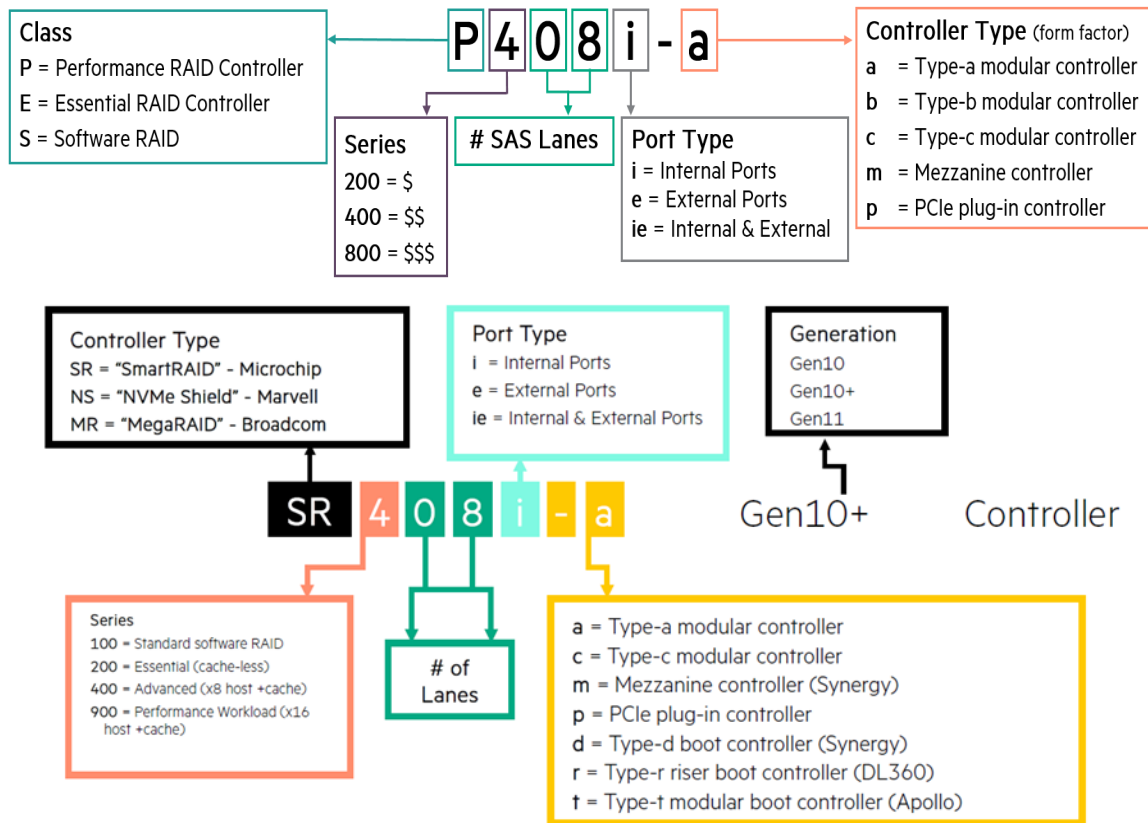 P408i-a
Class
P = Performance RAID Controller
E = Essential RAID Controller
S = Software RAID
Series
200 = $
400 = $$
800 = $$$
# SAS Lanes
Port Type
i = Internal Ports
e = External Ports
ie = Internal & External
Controller Type (form factor)
a = Type-a modular controller
b = Type-b modular controller
c = Type-c modular controller
m = Mezzanine controller
p = PCIe plug-in controller
Controller Type
SR = “SmartRAID” - Microchip
NS = “NVMe Shield” - Marvell
MR = “MegaRAID” - Broadcom
Port Type
i = Internal Ports
e = External Ports
ie = Internal & External Ports
Generation
Gen10
Gen10+
Gen11
SR 4 0 8 i - a Gen10+ Controller
Series
100 = Standard software RAID
200 = Essential (cache-less)
400 = Advanced (x8 host +cache)
900 = Performance Workload (x16
host +cache)
# of
Lanes
a = Type-a modular controller
c = Type-c modular controller
m = Mezzanine controller (Synergy)
p = PCIe plug-in controller
d = Type-d boot controller (Synergy)
r = Type-r riser boot controller (DL360)
t = Type-t modular boot controller (Apollo)